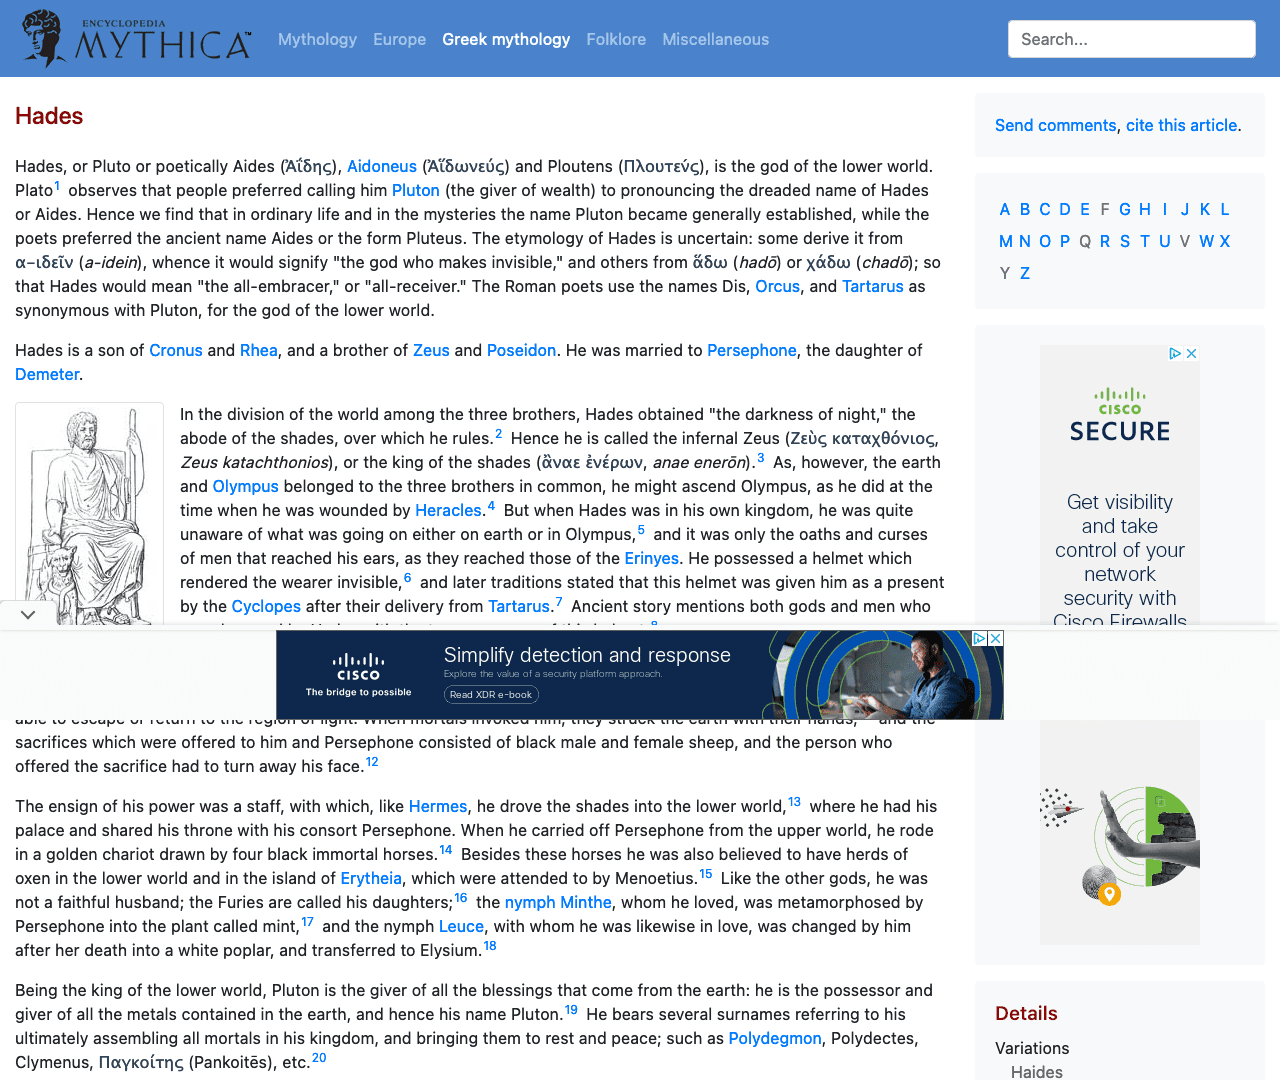 ENCYCLOPEDIA
MYTHICA™
Mythology Europe Greek mythology Folklore Miscellaneous
Search...
Hades
Hades, or Pluto or poetically Aides (Ἀΐδης), Aidoneus (Ἀϊδωνεύς) and Ploutens (Πλουτεύς), is the god of the lower world.
Plato1 observes that people preferred calling him Pluton (the giver of wealth) to pronouncing the dreaded name of Hades
or Aides. Hence we find that in ordinary life and in the mysteries the name Pluton became generally established, while the
poets preferred the ancient name Aides or the form Pluteus. The etymology of Hades is uncertain: some derive it from
α–ιδεῖν (a-idein), whence it would signify "the god who makes invisible," and others from ἅδω (hadō) or χάδω (chadō); so
that Hades would mean "the all-embracer," or "all-receiver." The Roman poets use the names Dis, Orcus, and Tartarus as
synonymous with Pluton, for the god of the lower world.
Hades is a son of Cronus and Rhea, and a brother of Zeus and Poseidon. He was married to Persephone, the daughter of
Demeter.
In the division of the world among the three brothers, Hades obtained "the darkness of night," the
abode of the shades, over which he rules.2 Hence he is called the infernal Zeus (Ζεὺς καταχθόνιος,
Zeus katachthonios), or the king of the shades (ἂναε ἐνέρων, anae enerōn).3 As, however, the earth
and Olympus belonged to the three brothers in common, he might ascend Olympus, as he did at the
time when he was wounded by Heracles.4 But when Hades was in his own kingdom, he was quite
unaware of what was going on either on earth or in Olympus,5 and it was only the oaths and curses
of men that reached his ears, as they reached those of the Erinyes. He possessed a helmet which
rendered the wearer invisible,6 and later traditions stated that this helmet was given him as a present
by the Cyclopes after their delivery from Tartarus.7 Ancient story mentions both gods and men who
able to escape or return to the region of light. When mortals invoked him, they struck the earth with their hands, and the
sacrifices which were offered to him and Persephone consisted of black male and female sheep, and the person who
offered the sacrifice had to turn away his face.12
The ensign of his power was a staff, with which, like Hermes, he drove the shades into the lower world,13 where he had his
palace and shared his throne with his consort Persephone. When he carried off Persephone from the upper world, he rode
in a golden chariot drawn by four black immortal horses.14 Besides these horses he was also believed to have herds of
oxen in the lower world and in the island of Erytheia, which were attended to by Menoetius.15 Like the other gods, he was
not a faithful husband; the Furies are called his daughters;16 the nymph Minthe, whom he loved, was metamorphosed by
Persephone into the plant called mint,17 and the nymph Leuce, with whom he was likewise in love, was changed by him
after her death into a white poplar, and transferred to Elysium.18
Being the king of the lower world, Pluton is the giver of all the blessings that come from the earth: he is the possessor and
giver of all the metals contained in the earth, and hence his name Pluton.19 He bears several surnames referring to his
ultimately assembling all mortals in his kingdom, and bringing them to rest and peace; such as Polydegmon, Polydectes,
Clymenus, Παγκοίτης (Pankoitēs), etc.20
Send comments, cite this article.
A B C D E F G H I J K L
M N O P Q R S T U V W X
Y Z
CISCO
SECURE
Get visibility
and take
control of your
network
security with
Cisco Firewalls
CISCO
The bridge to possible
Simplify detection and response
Explore the value of a security platform approach.
Read XDR e-book
Details
Variations
Haides